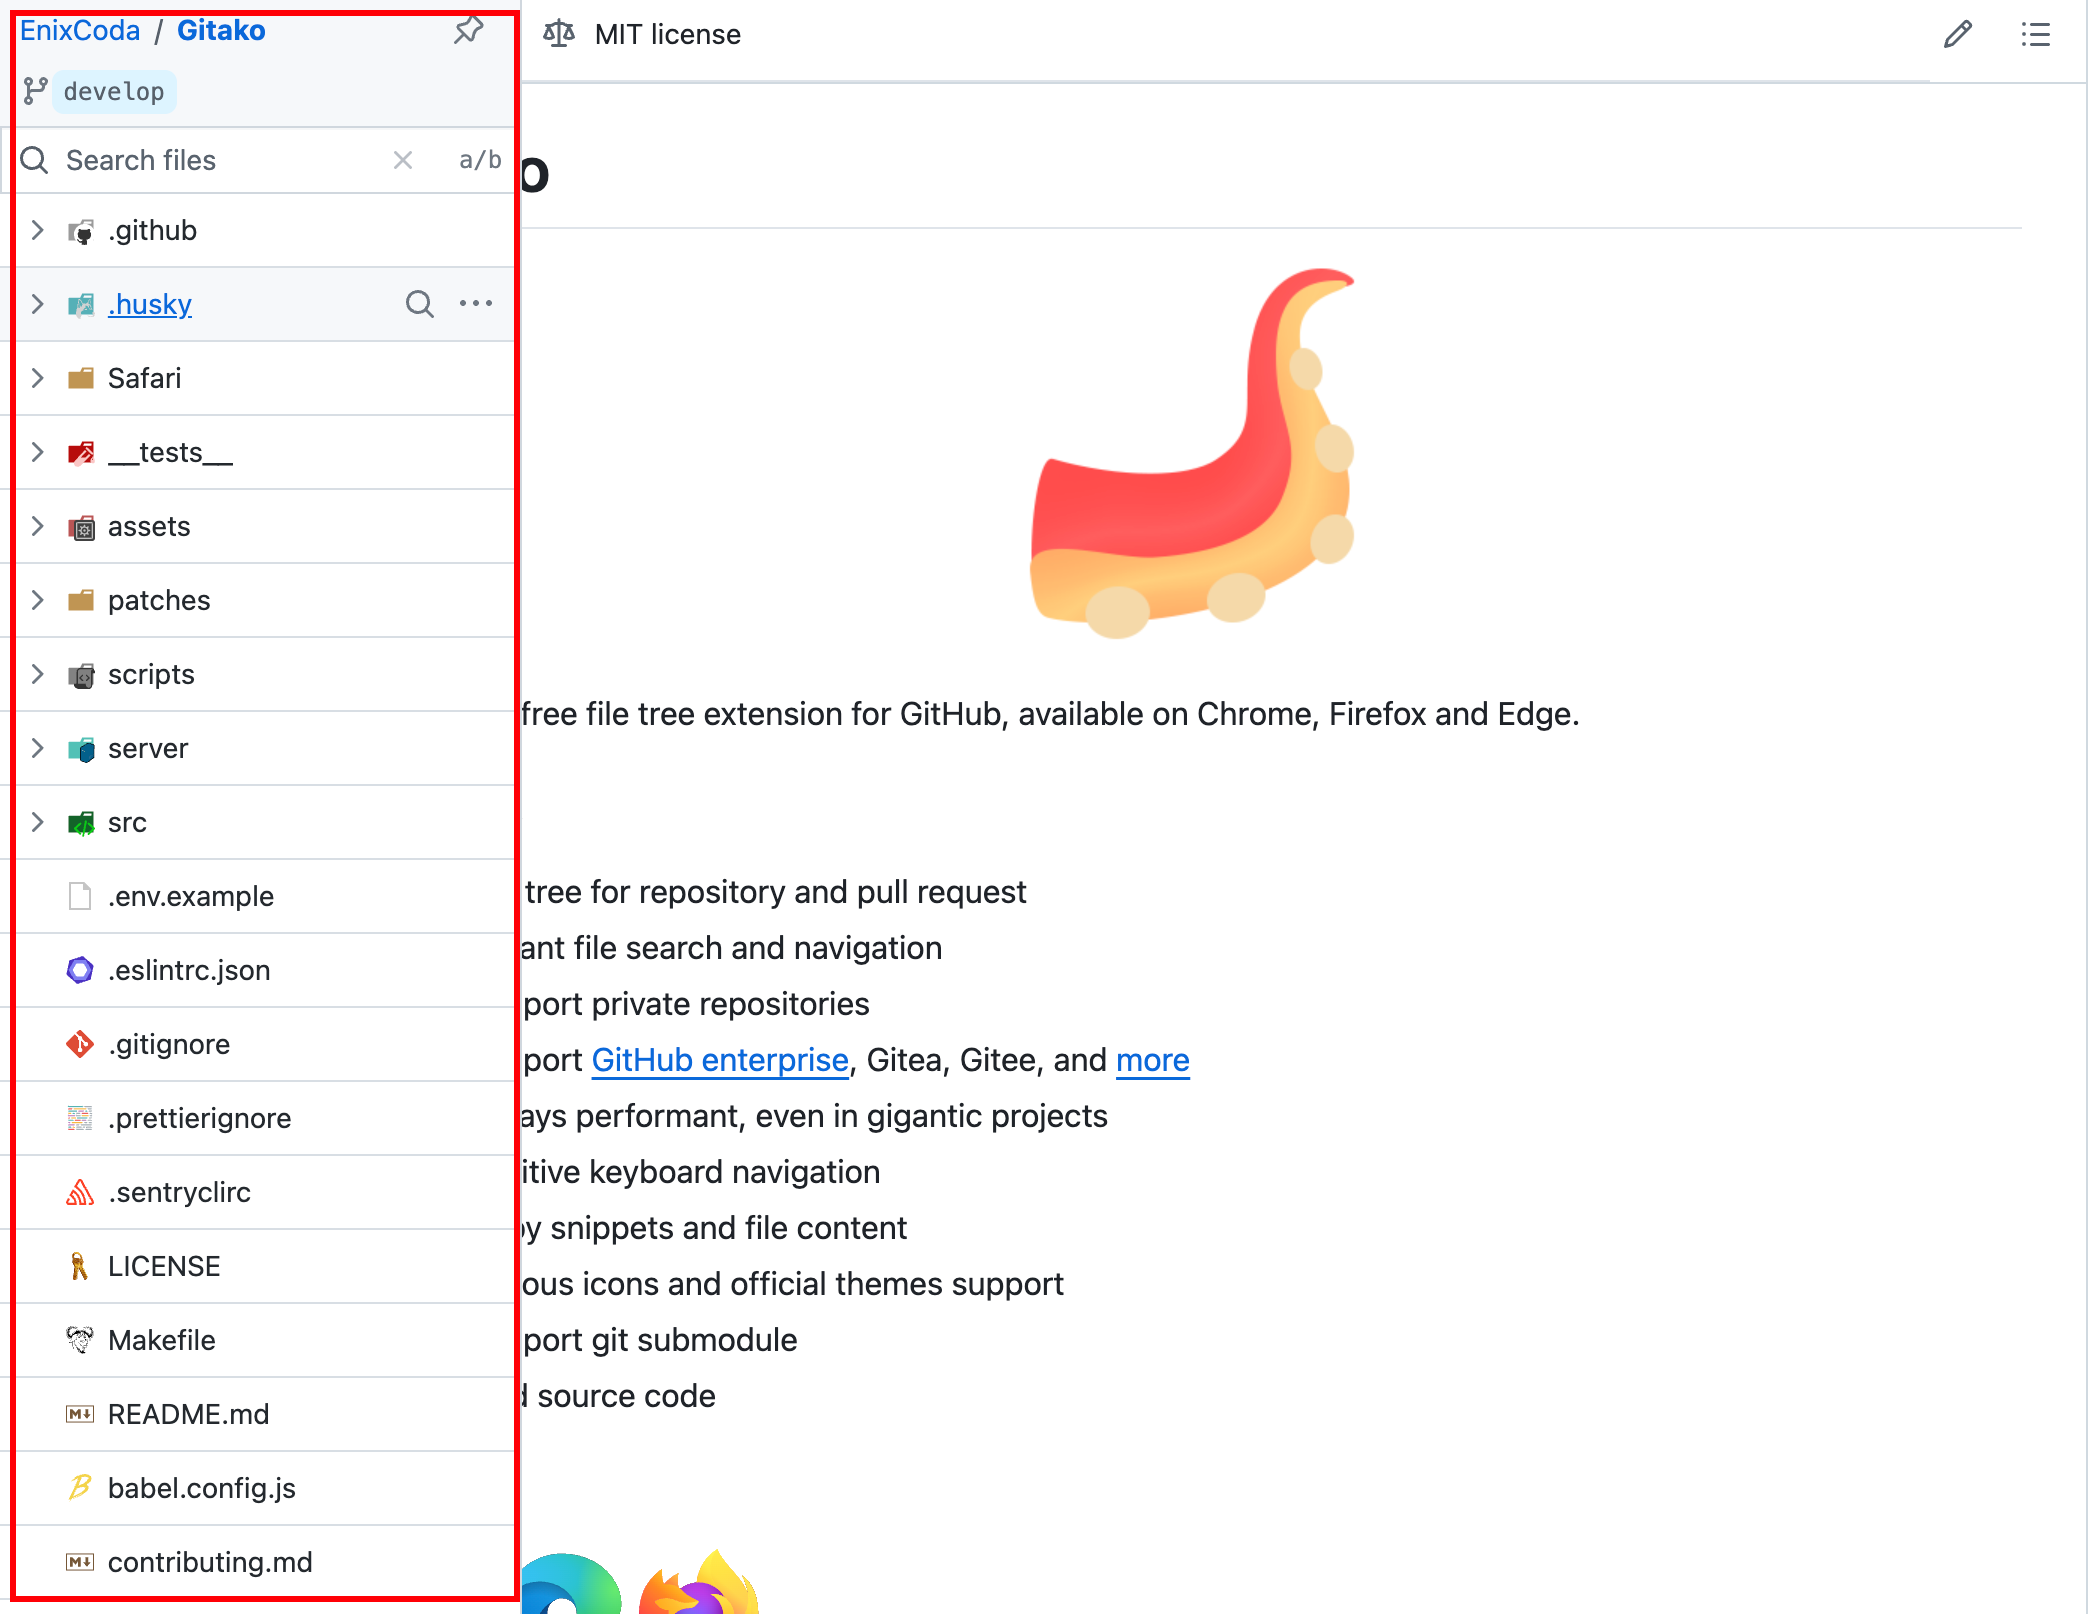 EnixCoda / Gitako
develop
Search files
a/b
.github
.husky
Safari
__tests__
assets
patches
scripts
server
src
.env.example
.eslintrc.json
.gitignore
.prettierignore
.sentryclirc
LICENSE
Makefile
README.md
babel.config.js
contributing.md
MIT license
o
free file tree extension for GitHub, available on Chrome, Firefox and Edge.
tree for repository and pull request
ant file search and navigation
port private repositories
port GitHub enterprise, Gitea, Gitee, and more
ays performant, even in gigantic projects
itive keyboard navigation
y snippets and file content
ous icons and official themes support
port git submodule
source code